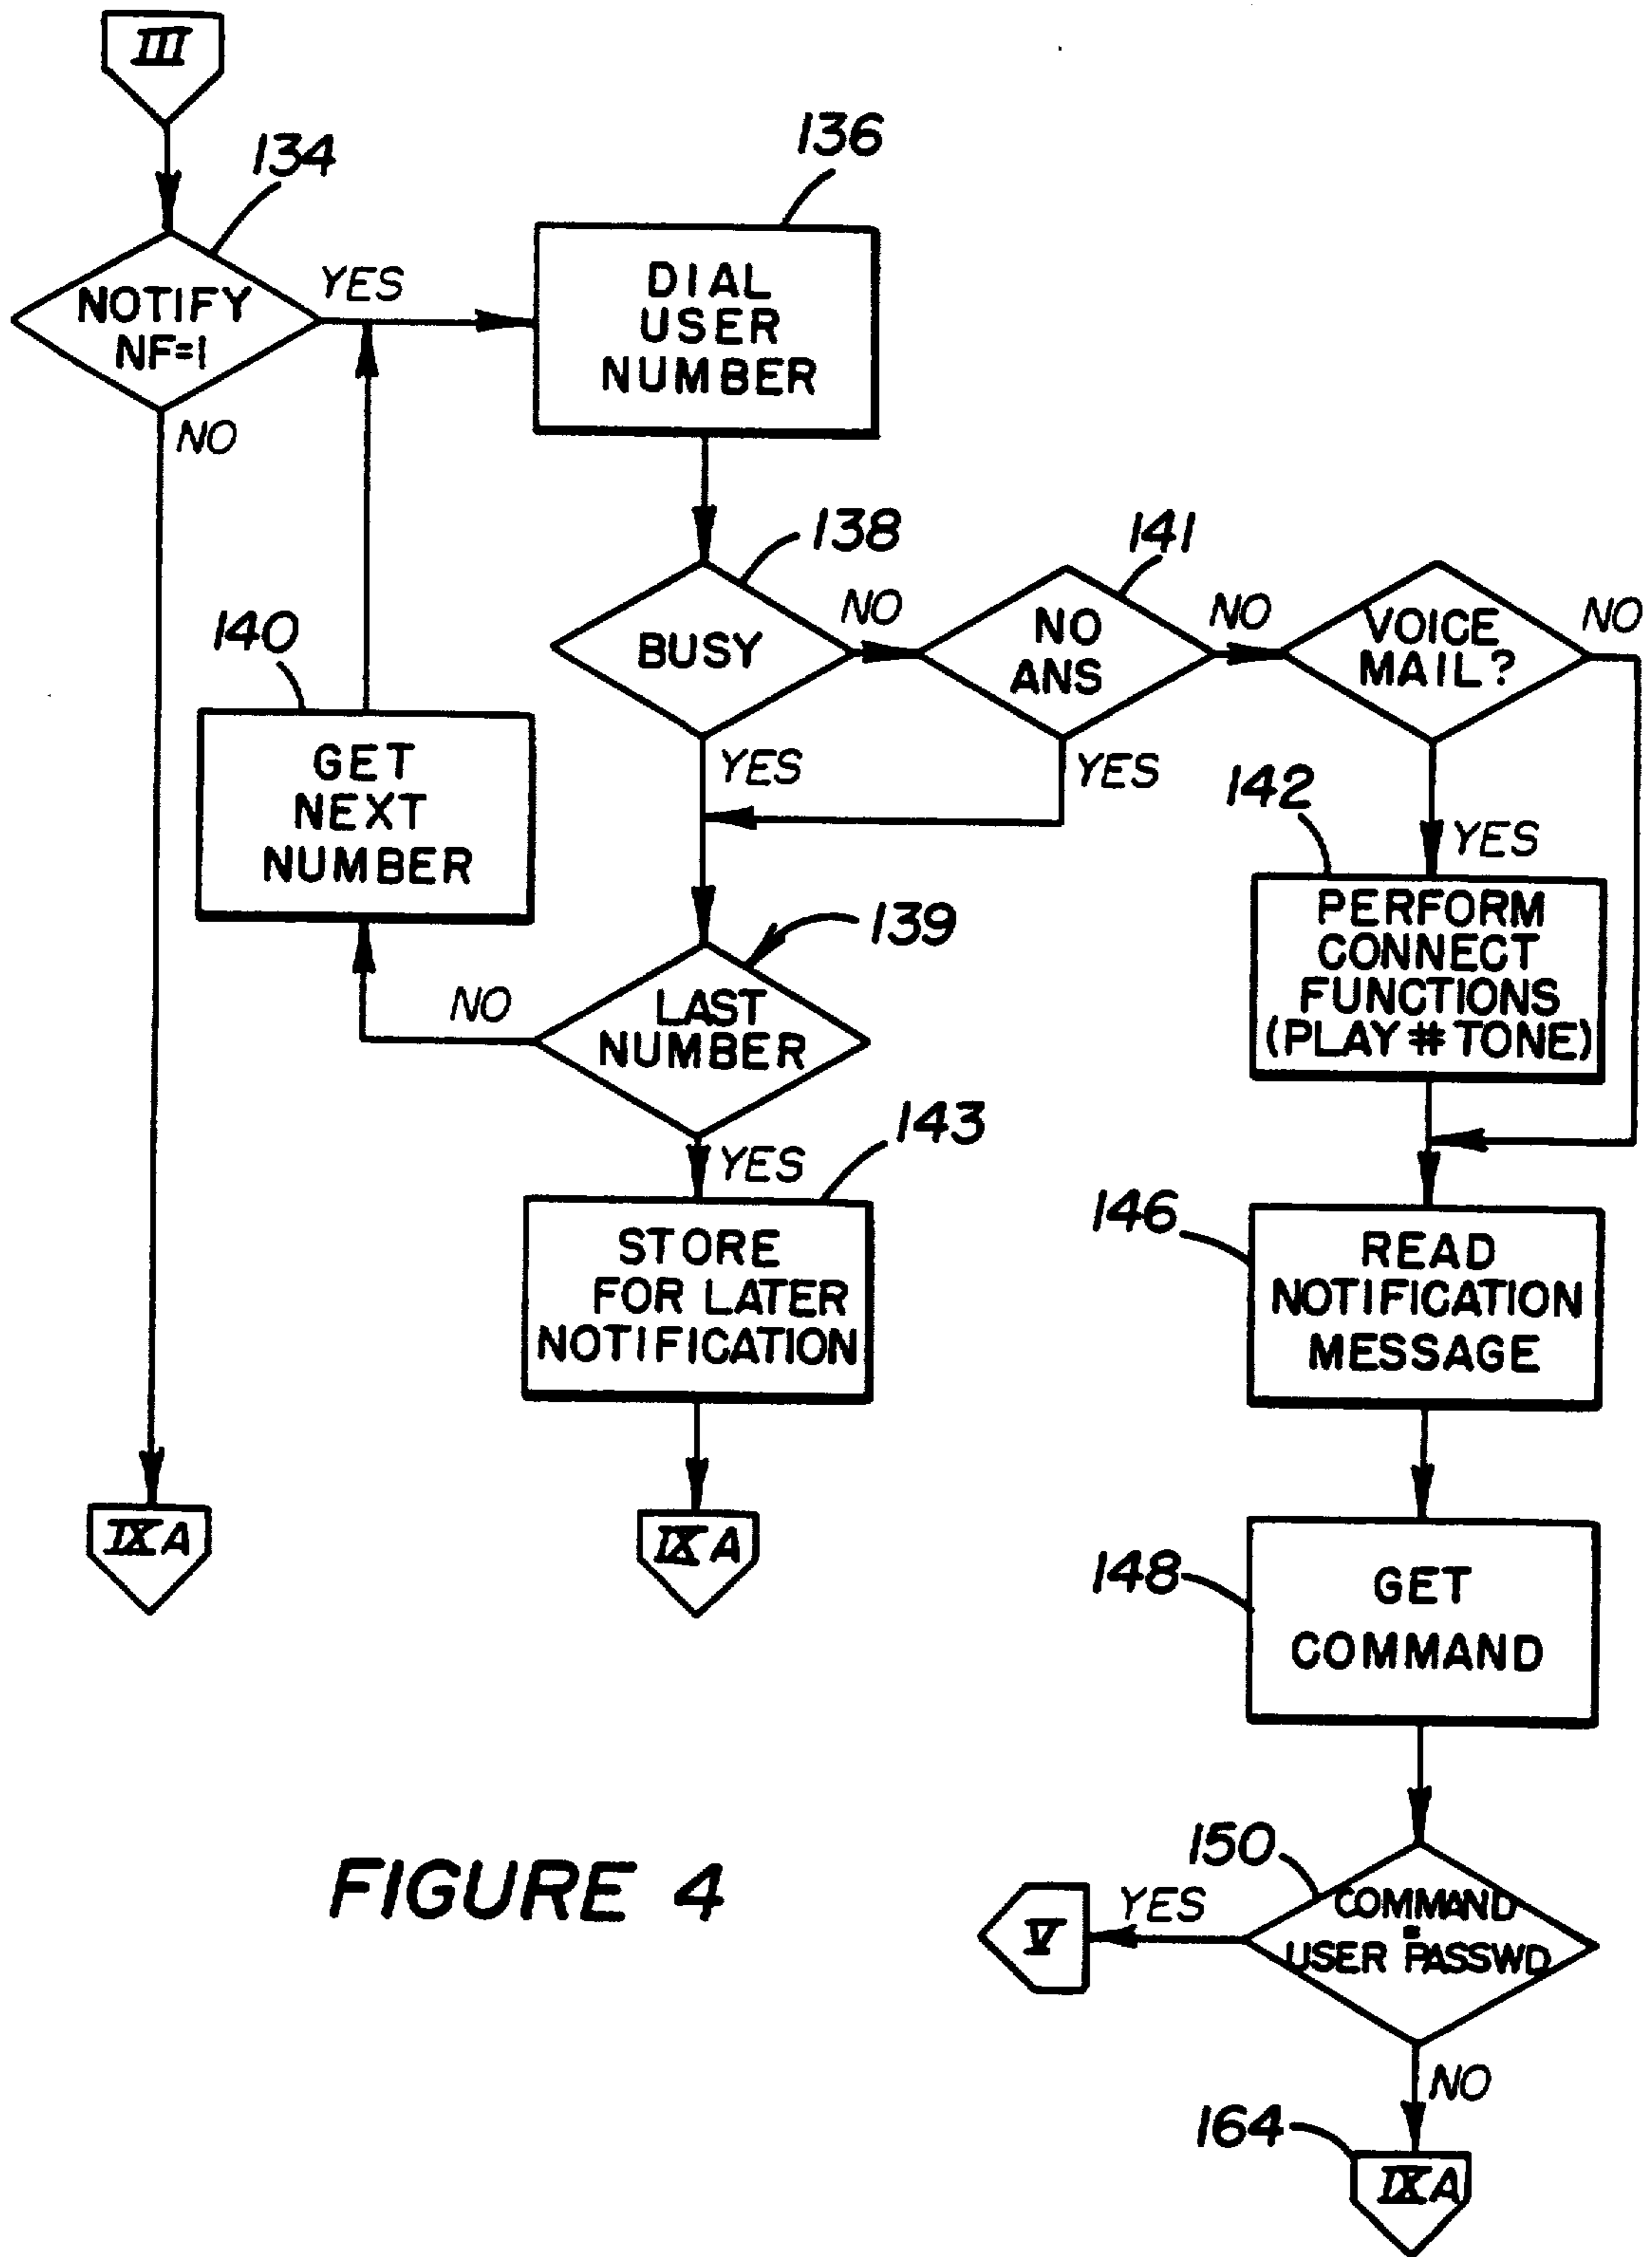 III
134
136
NOTIFY
NF=1
YES
NO
DIAL
USER
NUMBER
138
141
BUSY
NO
YES
NO
ANS
NO
YES
VOICE
MAIL?
NO
YES
140
GET
NEXT
NUMBER
142
PERFORM
CONNECT
FUNCTIONS
(PLAY # TONE)
139
LAST
NUMBER
NO
YES
143
STORE
FOR LATER
NOTIFICATION
146
READ
NOTIFICATION
MESSAGE
IX A
IX A
148
GET
COMMAND
150
COMMAND
=
USER PASSWD
YES
V
NO
164
IXA
FIGURE 4